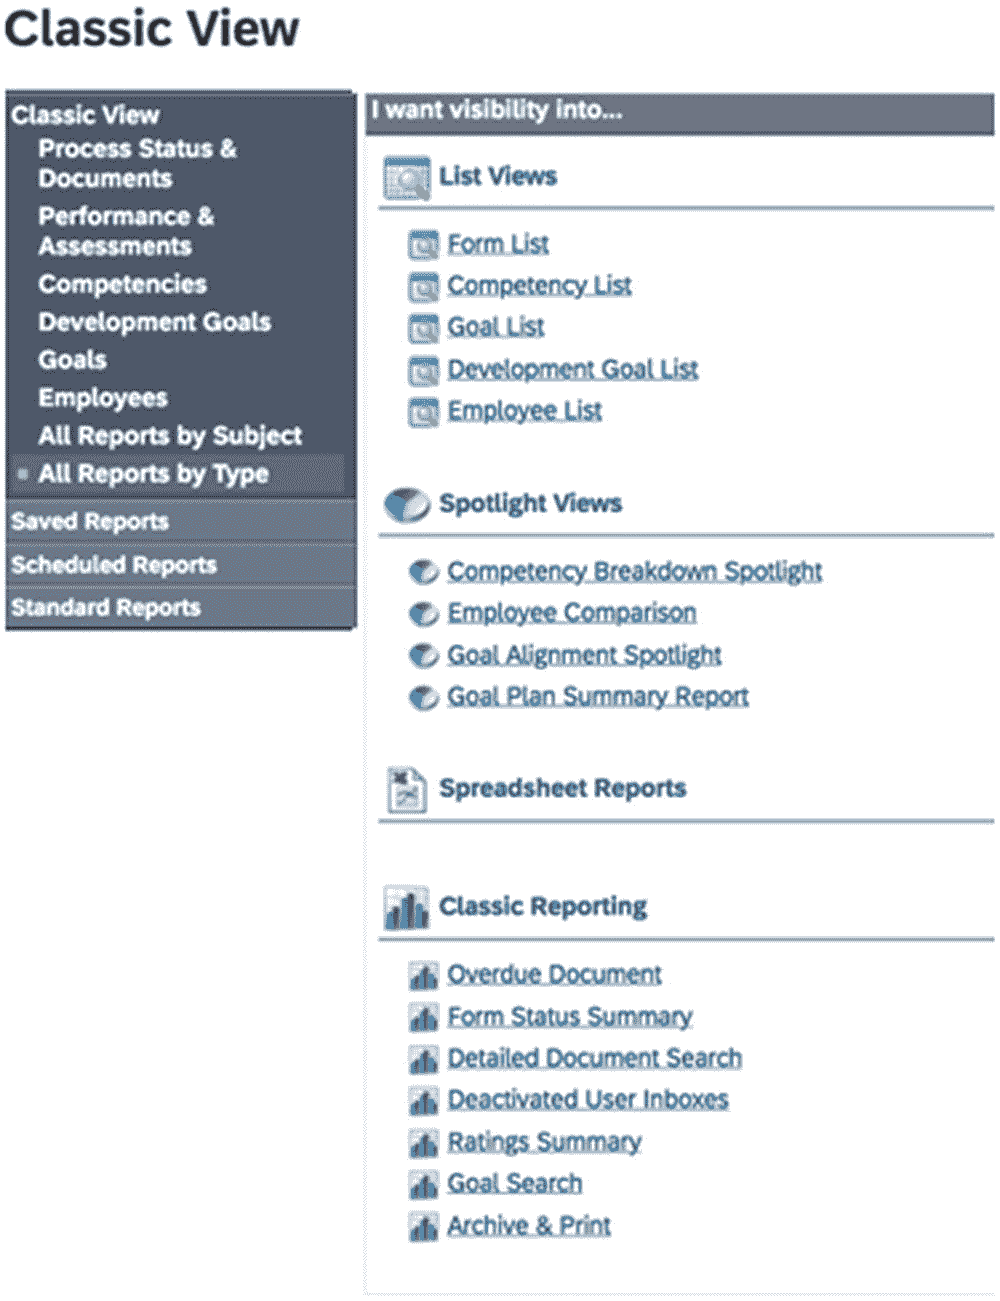 Classic View
Classic View
Process Status &
Documents
Performance &
Assessments
Competencies
Development Goals
Goals
Employees
All Reports by Subject
All Reports by Type
Saved Reports
Scheduled Reports
Standard Reports
I want visibility into...
List Views
Form List
Competency List
Goal List
Development Goal List
Employee List
Spotlight Views
Competency Breakdown Spotlight
Employee Comparison
Goal Alignment Spotlight
Goal Plan Summary Report
Spreadsheet Reports
Classic Reporting
Overdue Document
Form Status Summary
Detailed Document Search
Deactivated User Inboxes
Ratings Summary
Goal Search
Archive & Print